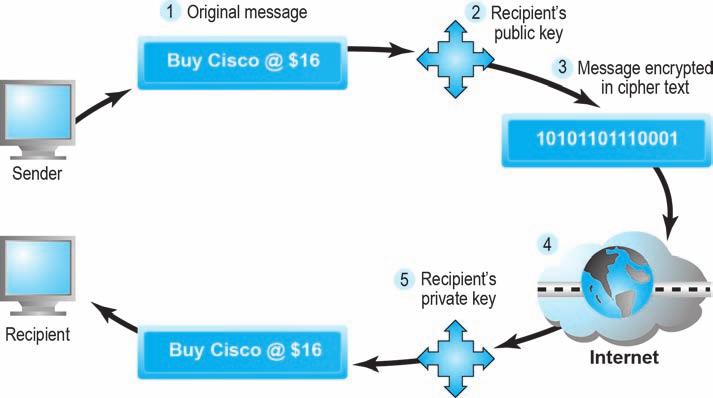 1 Original message
Buy Cisco @ $16
2 Recipient's
public key
3 Message encrypted
in cipher text
10101101110001
Sender
4
Internet
5 Recipient's
private key
Buy Cisco @ $16
Recipient